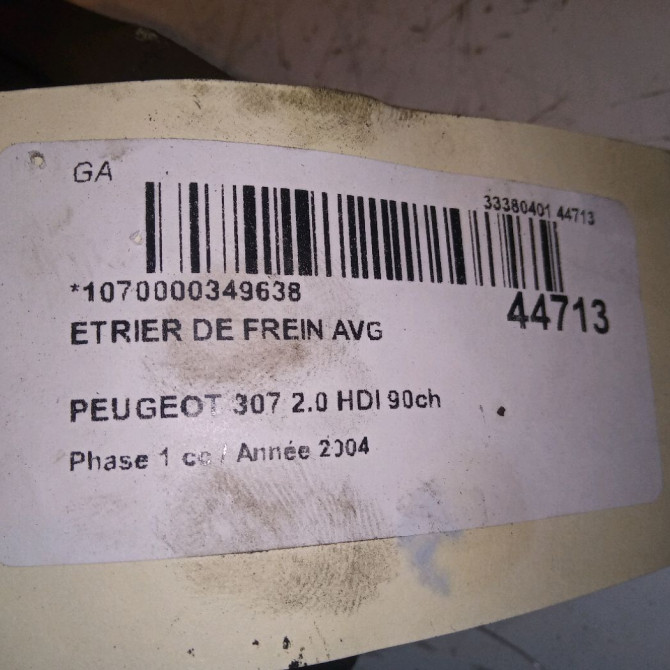 GA
33380401 44713
*1070000349638
44713
ETRIER DE FREIN AVG
PEUGEOT 307 2.0 HDI 90ch
Phase 1 cc / Année 2004